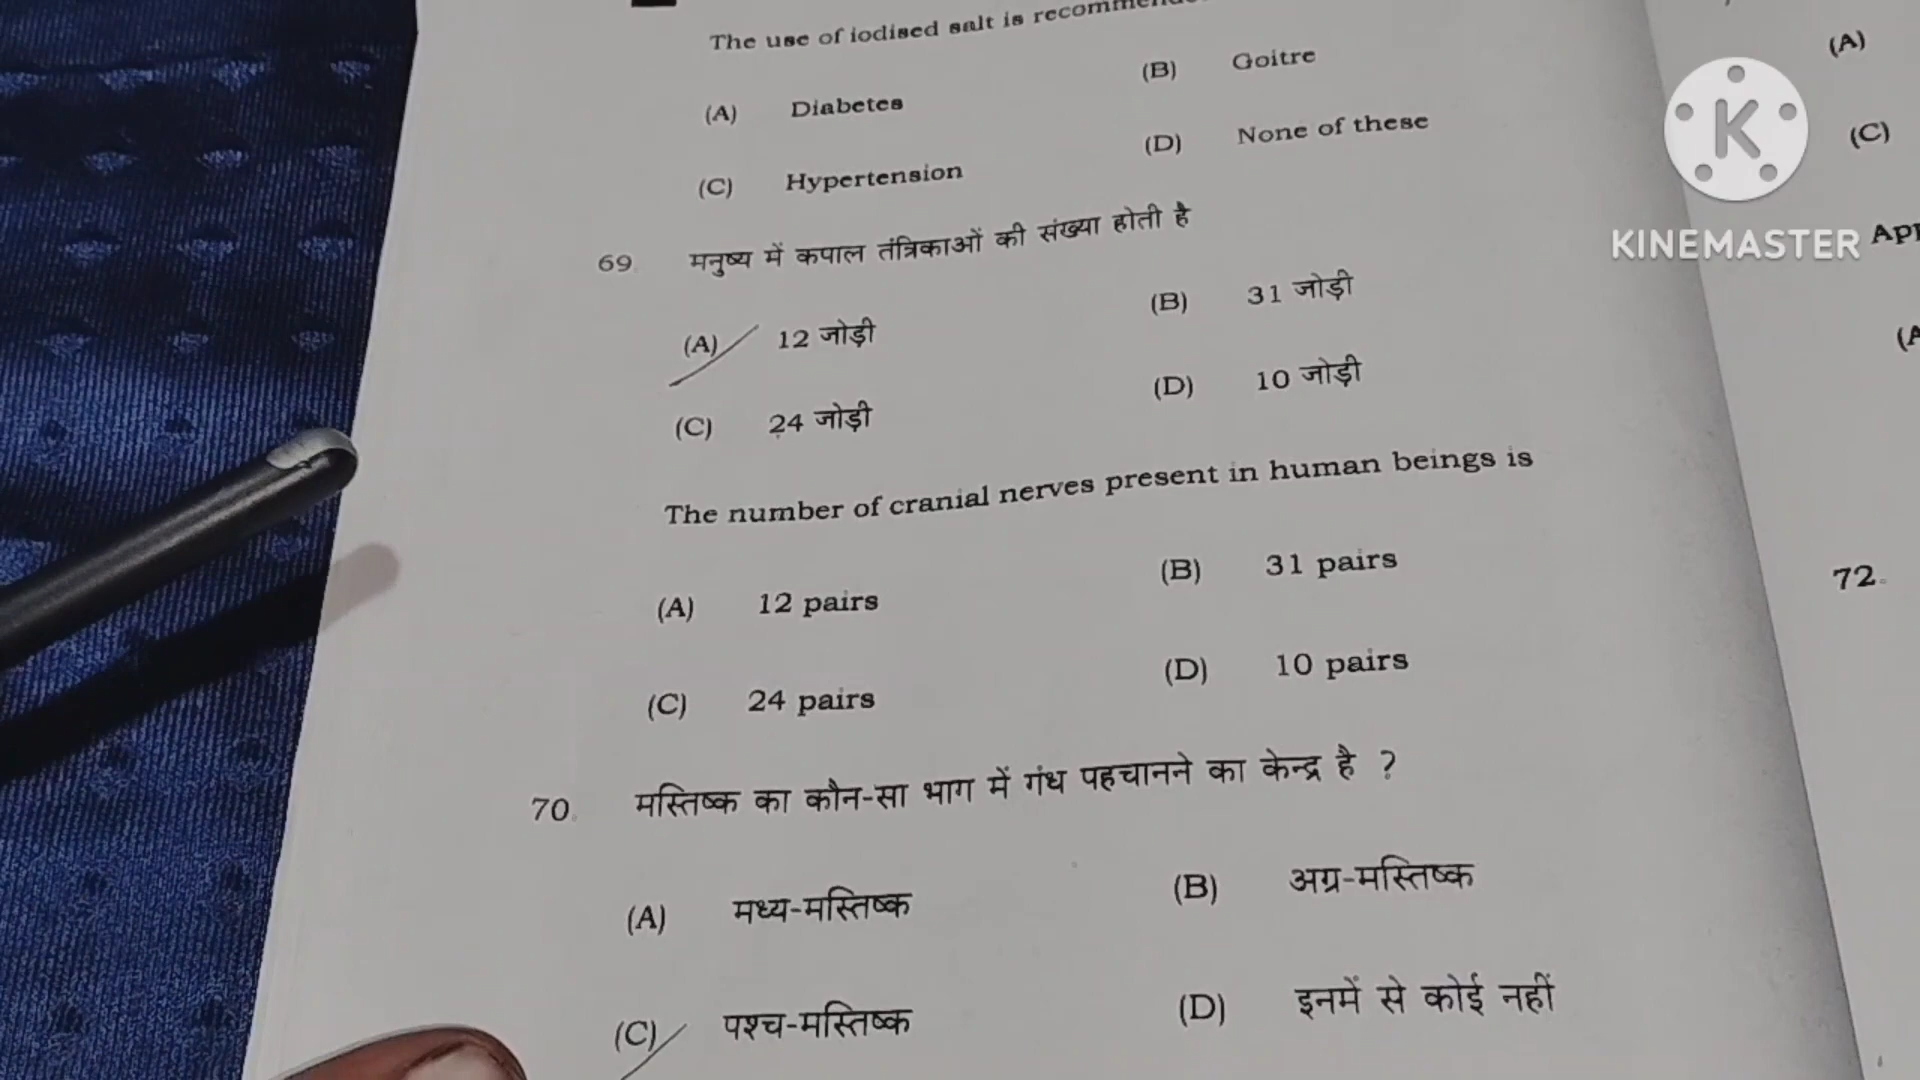 The use of iodised salt is
(A) Diabetes (B) Goitre
(C) Hypertension (D) None of these
69. मनुष्य में कपाल तंत्रिकाओं की संख्या होती है
(A) 12 जोड़ी (B) 31 जोड़ी
(C) 24 जोड़ी (D) 10 जोड़ी
The number of cranial nerves present in human beings is
(A) 12 pairs (B) 31 pairs
(C) 24 pairs (D) 10 pairs
70. मस्तिष्क का कौन-सा भाग में गंध पहचानने का केन्द्र है ?
(A) मध्य-मस्तिष्क (B) अग्र-मस्तिष्क
(C) पश्च-मस्तिष्क (D) इनमें से कोई नहीं
(A)
(C)
72.
K
KINEMASTER